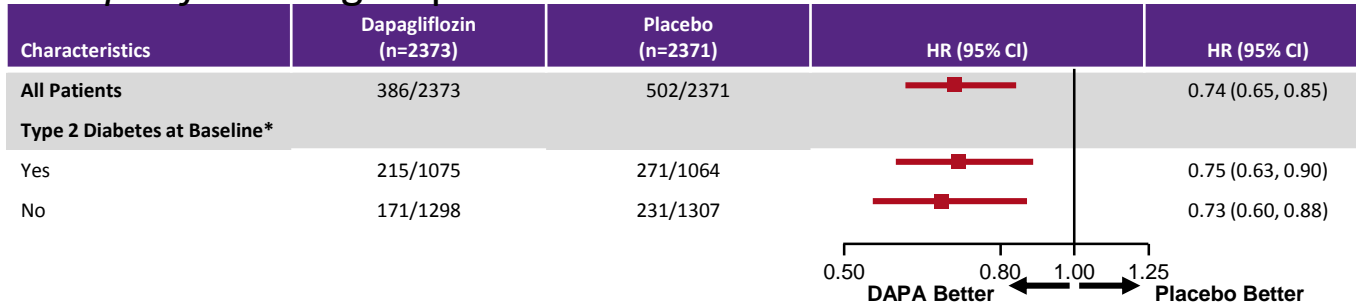 Characteristics Dapagliflozin (n=2373) Placebo (n=2371) HR (95% CI) HR (95% CI)
All Patients 386/2373 502/2371 0.74 (0.65, 0.85)
Type 2 Diabetes at Baseline*
Yes 215/1075 271/1064 0.75 (0.63, 0.90)
No 171/1298 231/1307 0.73 (0.60, 0.88)
0.50 0.80 1.00 1.25
DAPA Better Placebo Better